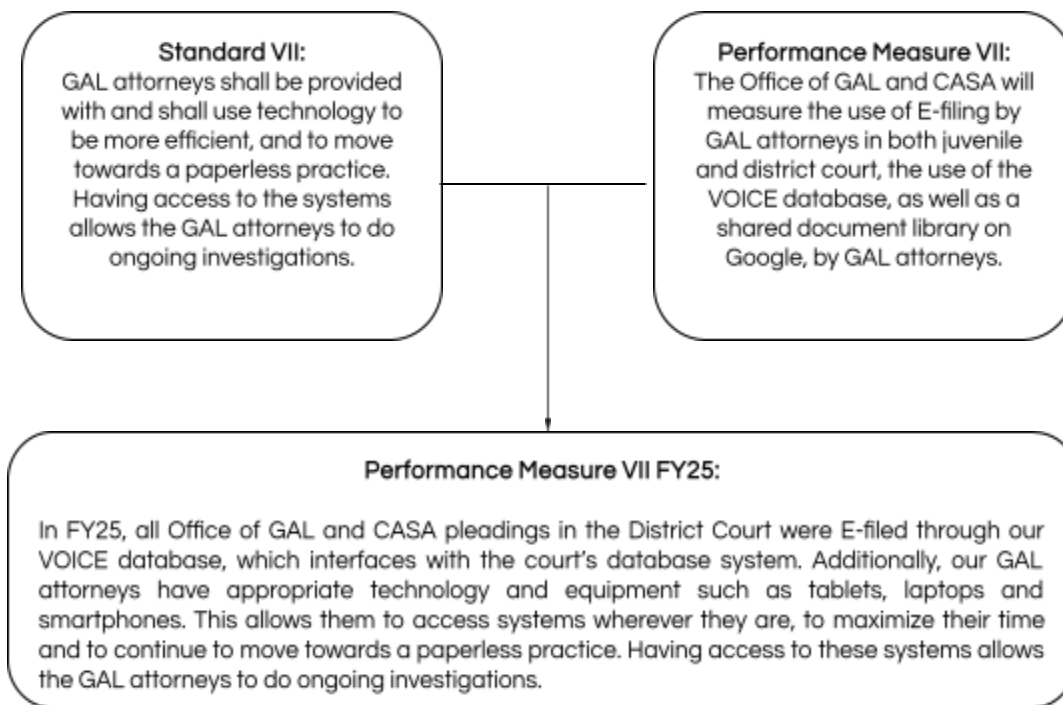 Standard VII:
GAL attorneys shall be provided
with and shall use technology to
be more efficient, and to move
towards a paperless practice.
Having access to the systems
allows the GAL attorneys to do
ongoing investigations.
Performance Measure VII:
The Office of GAL and CASA will
measure the use of E-filing by
GAL attorneys in both juvenile
and district court, the use of the
VOICE database, as well as a
shared document library on
Google, by GAL attorneys.
Performance Measure VII FY25:
In FY25, all Office of GAL and CASA pleadings in the District Court were E-filed through our
VOICE database, which interfaces with the court's database system. Additionally, our GAL
attorneys have appropriate technology and equipment such as tablets, laptops and
smartphones. This allows them to access systems wherever they are, to maximize their time
and to continue to move towards a paperless practice. Having access to these systems allows
the GAL attorneys to do ongoing investigations.